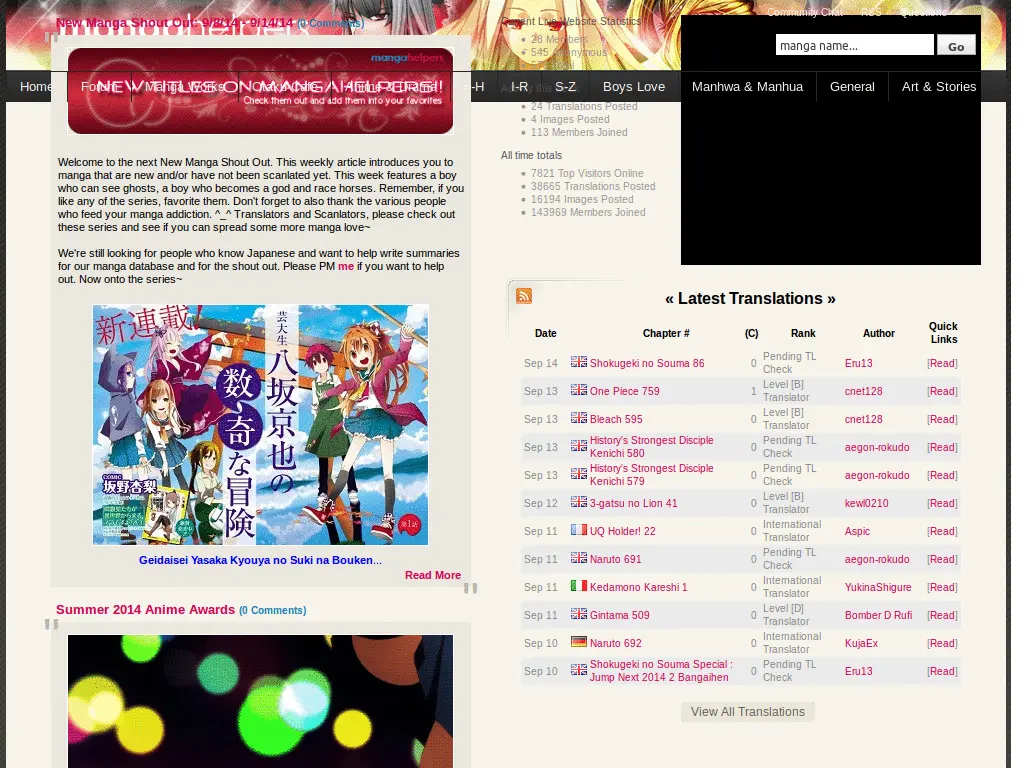 Community Chat RSS Questions
New Manga Shout Out: 9/8/14 - 9/14/14 (0 Comments)
mangahelpers
manga name...
Go
Home
Manga Works
I-R
S-Z
Boys Love
Manhwa & Manhua
General
Art & Stories
mangahelpers
NEW TITLES ON MANGAHELPERS!
Check them out and add them into your favorites
Welcome to the next New Manga Shout Out. This weekly article introduces you to
manga that are new and/or have not been scanlated yet. This week features a boy
who can see ghosts, a boy who becomes a god and race horses. Remember, if you
like any of the series, favorite them. Don't forget to also thank the various people
who feed your manga addiction. ^_^ Translators and Scanlators, please check out
these series and see if you can spread some more manga love~
We're still looking for people who know Japanese and want to help write summaries
for our manga database and for the shout out. Please PM me if you want to help
out. Now onto the series~
新連載!
芸大生
八坂京也の
数奇な冒険
COMIC
坂野杏梨
第1話
Geidaisei Yasaka Kyouya no Suki na Bouken...
Read More
Summer 2014 Anime Awards (0 Comments)
Current Live Website Statistics
28 Members
545 Anonymous
24 Translations Posted
4 Images Posted
113 Members Joined
All time totals
7821 Top Visitors Online
38665 Translations Posted
16194 Images Posted
143969 Members Joined
« Latest Translations »
Date Chapter # (C) Rank Author Quick Links
Sep 14 Shokugeki no Souma 86 0 Pending TL Check Eru13 [Read]
Sep 13 One Piece 759 1 Level [B] Translator cnet128 [Read]
Sep 13 Bleach 595 0 Level [B] Translator cnet128 [Read]
Sep 13 History's Strongest Disciple Kenichi 580 0 Pending TL Check aegon-rokudo [Read]
Sep 13 History's Strongest Disciple Kenichi 579 0 Pending TL Check aegon-rokudo [Read]
Sep 12 3-gatsu no Lion 41 0 Level [B] Translator kewl0210 [Read]
Sep 11 UQ Holder! 22 0 International Translator Aspic [Read]
Sep 11 Naruto 691 0 Pending TL Check aegon-rokudo [Read]
Sep 11 Kedamono Kareshi 1 0 International Translator YukinaShigure [Read]
Sep 11 Gintama 509 0 Level [D] Translator Bomber D Rufi [Read]
Sep 10 Naruto 692 0 International Translator KujaEx [Read]
Sep 10 Shokugeki no Souma Special : Jump Next 2014 2 Bangaihen 0 Pending TL Check Eru13 [Read]
View All Translations